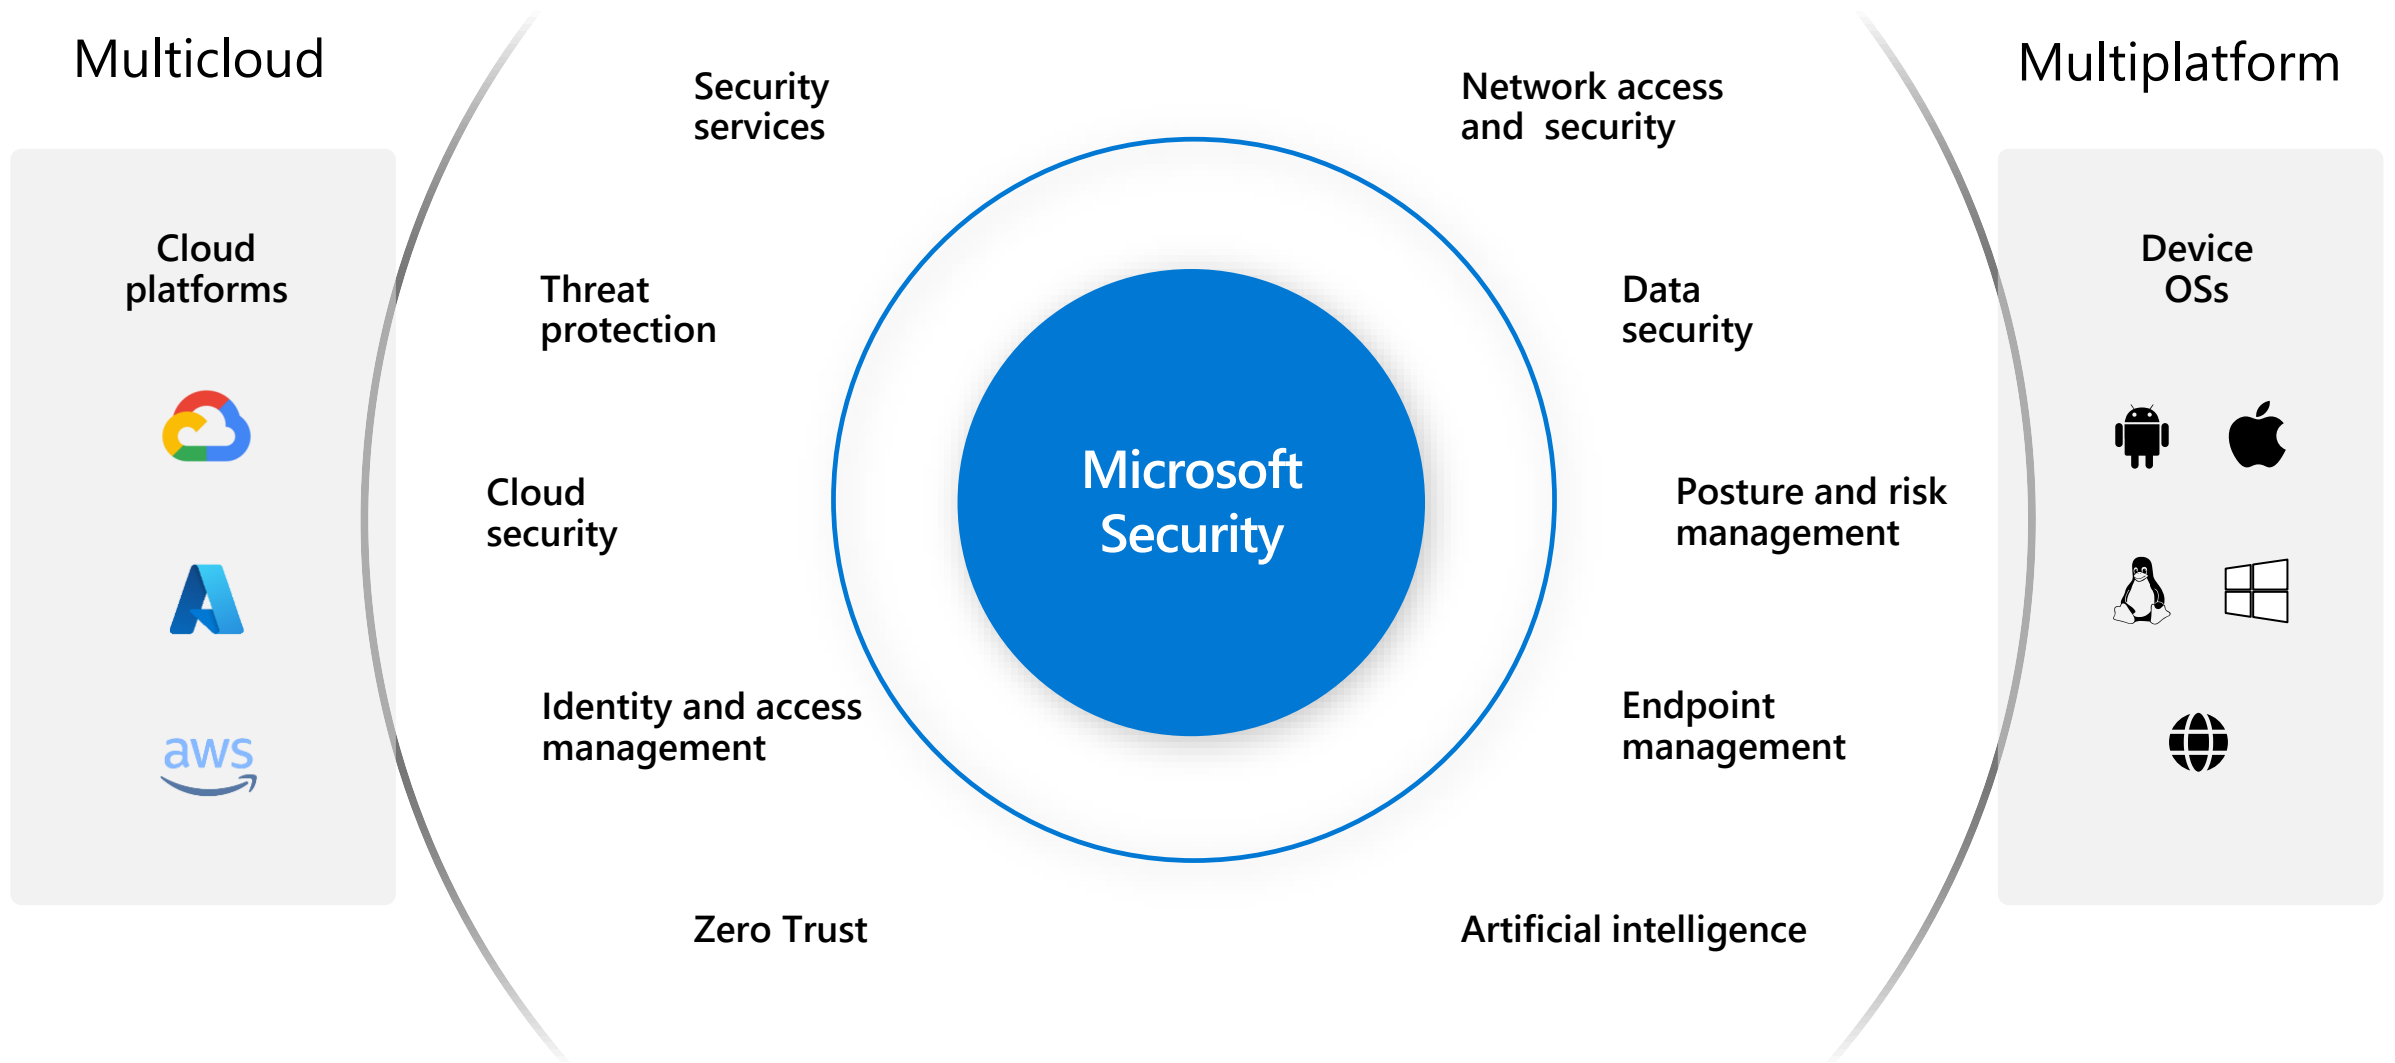 Multicloud
Cloud
platforms
aws
Security
services
Threat
protection
Cloud
security
Identity and access
management
Zero Trust
Microsoft
Security
Network access
and  security
Data
security
Posture and risk
management
Endpoint
management
Artificial intelligence
Multiplatform
Device
OSs